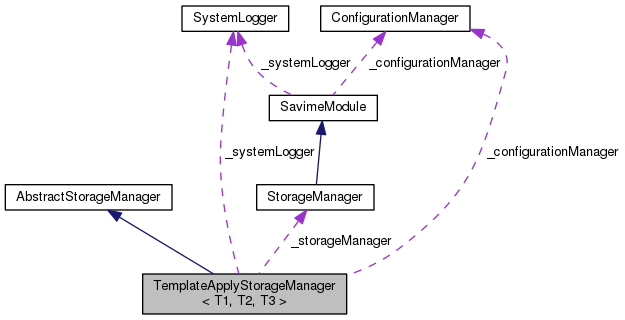 SystemLogger
ConfigurationManager
_systemLogger
_configurationManager
SavimeModule
_systemLogger
_configurationManager
AbstractStorageManager
StorageManager
_storageManager
TemplateApplyStorageManager
< T1, T2, T3 >